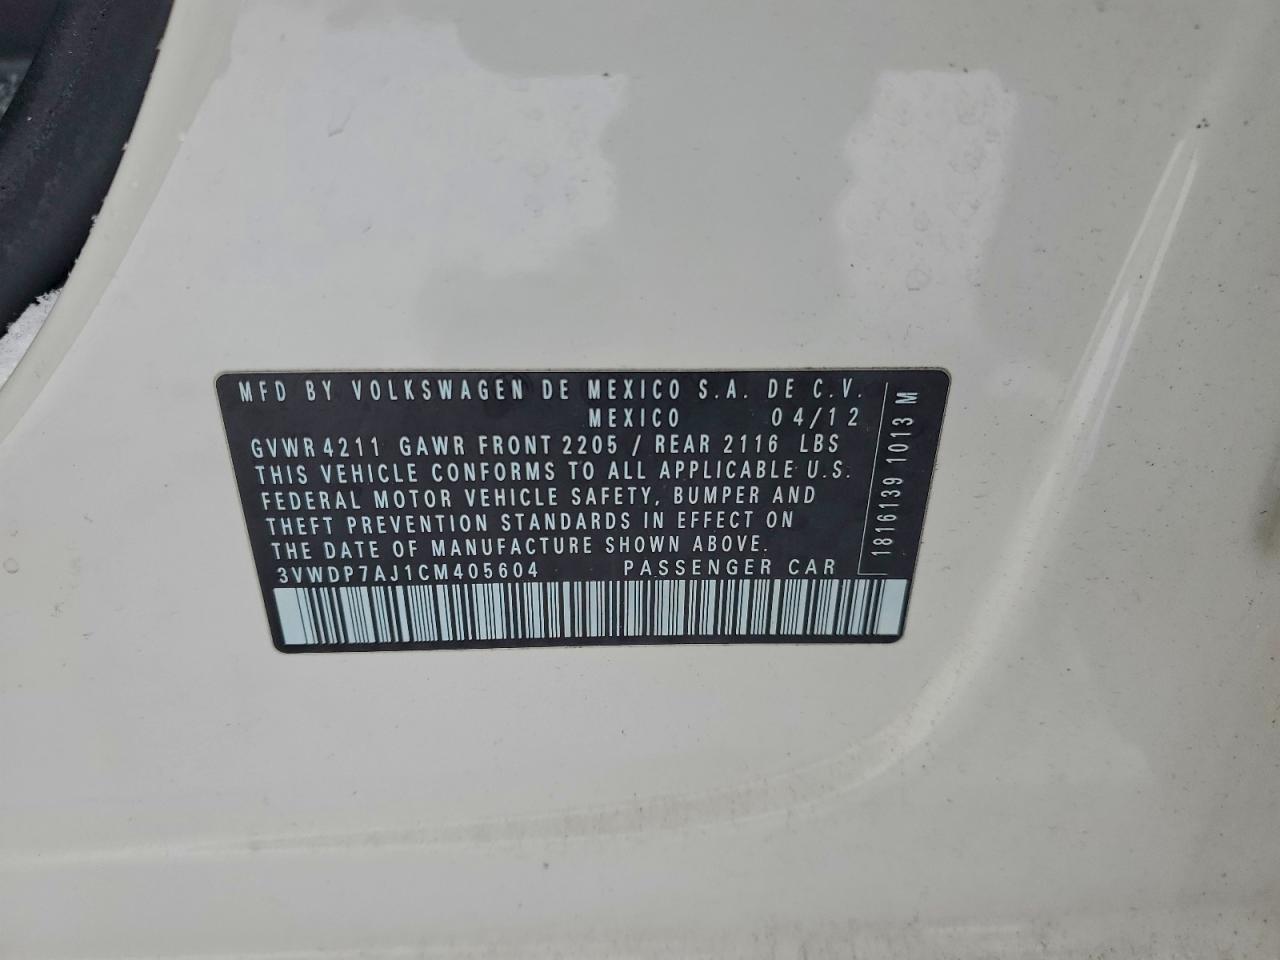 MFD BY VOLKSWAGEN DE MEXICO S.A. DE C.V.
MEXICO 04/12
GVWR 4211 GAWR FRONT 2205 / REAR 2116 LBS
THIS VEHICLE CONFORMS TO ALL APPLICABLE U.S.
FEDERAL MOTOR VEHICLE SAFETY, BUMPER AND
THEFT PREVENTION STANDARDS IN EFFECT ON
THE DATE OF MANUFACTURE SHOWN ABOVE.
3VWDP7AJ1CM405604 PASSENGER CAR
1816139 1013 M